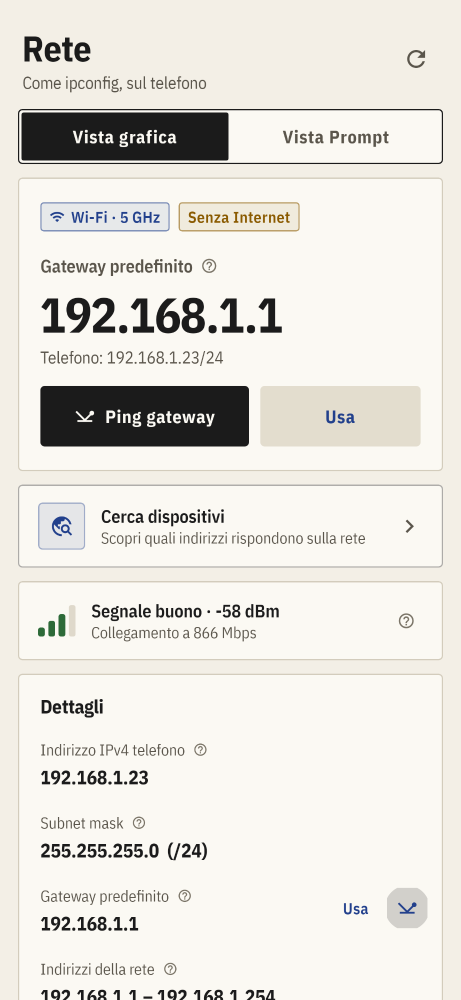 Rete
Come ipconfig, sul telefono
Vista grafica
Vista Prompt
Wi-Fi · 5 GHz
Senza Internet
Gateway predefinito
192.168.1.1
Telefono: 192.168.1.23/24
Ping gateway
Usa
Cerca dispositivi
Scopri quali indirizzi rispondono sulla rete
Segnale buono · -58 dBm
Collegamento a 866 Mbps
Dettagli
Indirizzo IPv4 telefono
192.168.1.23
Subnet mask
255.255.255.0 (/24)
Gateway predefinito
192.168.1.1
Usa
Indirizzi della rete
192.168.1.1 – 192.168.1.254